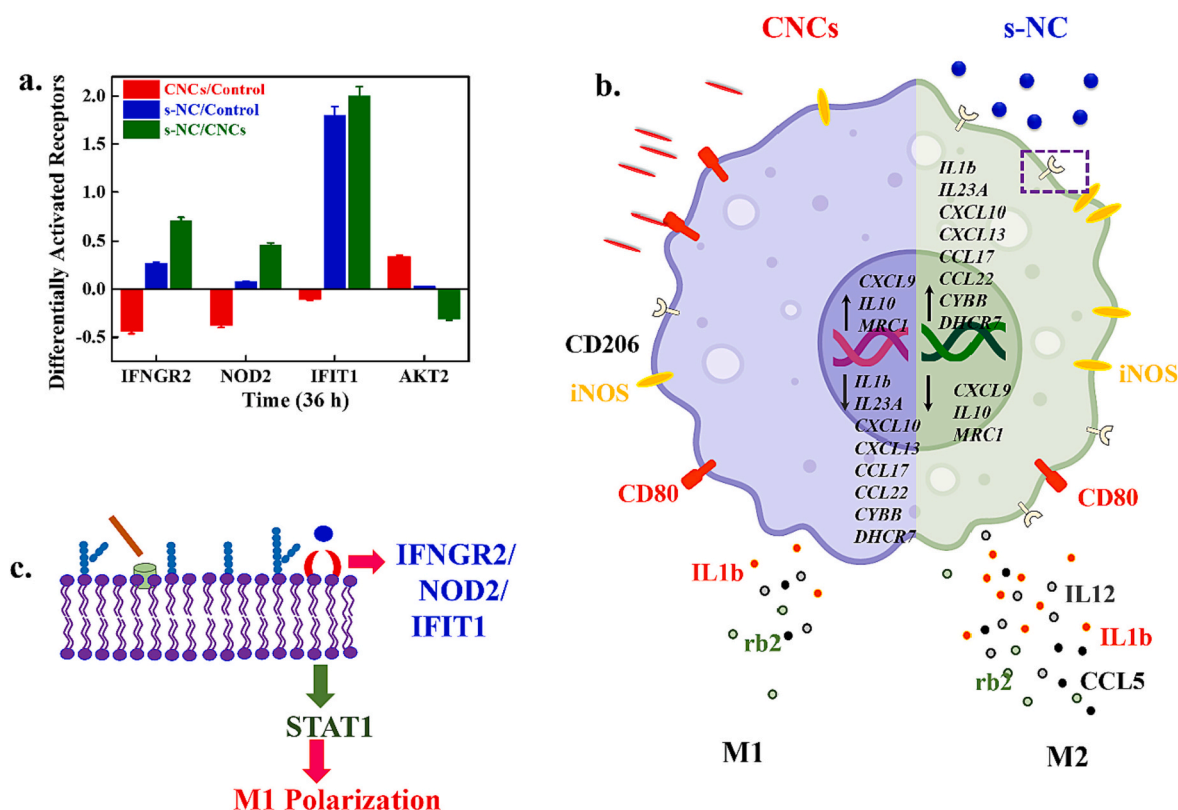 a.
CNCs/Control
s-NC/Control
s-NC/CNCs
Differentially Activated Receptors
2.0
1.5
1.0
0.5
0.0
-0.5
IFNGR2 NOD2 IFIT1 AKT2
Time (36 h)
b.
CNCs
s-NC
IL1b
IL23A
CXCL10
CXCL13
CCL17
CCL22
CYBB
DHCR7
CXCL9
IL10
MRC1
IL1b
IL23A
CXCL10
CXCL13
CCL17
CCL22
CYBB
DHCR7
CXCL9
IL10
MRC1
CD206
iNOS
CD80
iNOS
CD80
IL1b
rb2
IL12
IL1b
rb2
CCL5
M1
M2
c.
IFNGR2/
NOD2/
IFIT1
STAT1
M1 Polarization